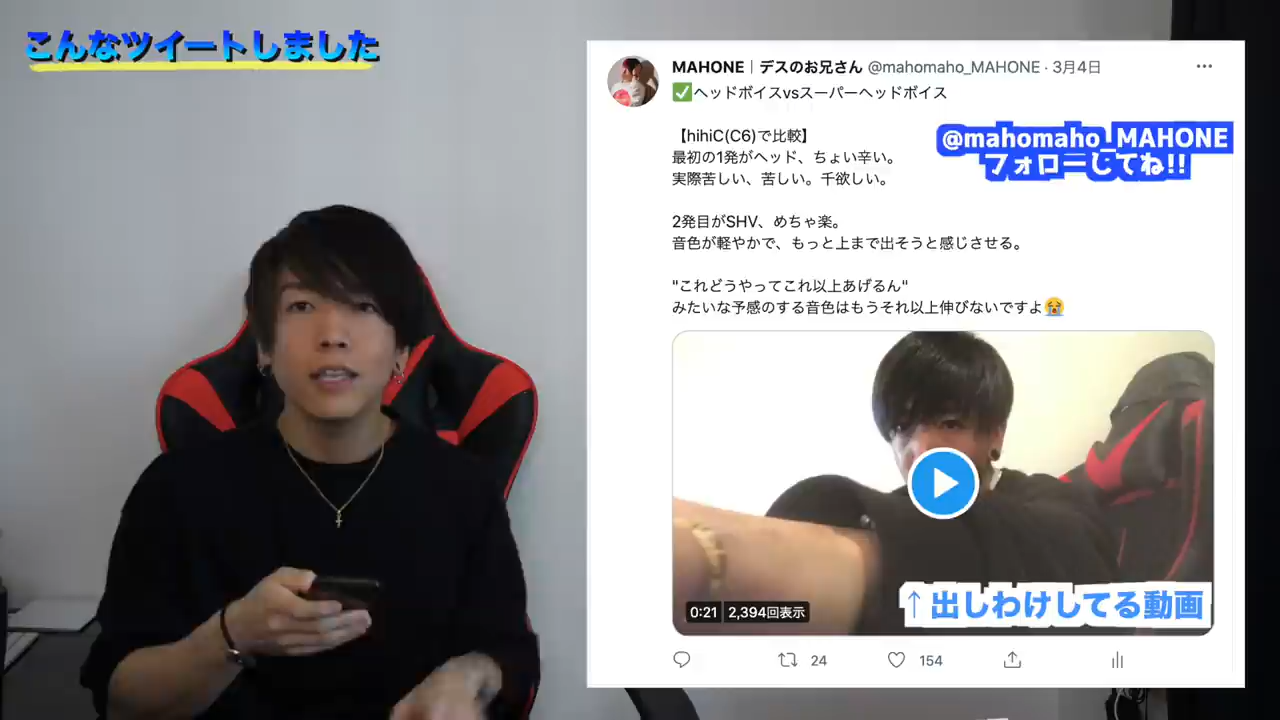 こんなツイートしました
MAHONE｜デスのお兄さん @mahomaho_MAHONE · 3月4日
✅ヘッドボイスvsスーパーヘッドボイス
【hihiC(C6)で比較】
最初の1発がヘッド、ちょい辛い。
実際苦しい、苦しい。千欲しい。
@mahomaho_MAHONE
フォローしてね!!
2発目がSHV、めちゃ楽。
音色が軽やかで、もっと上まで出そうと感じさせる。
"これどうやってこれ以上あげるん"
みたいな予感のする音色はもうそれ以上伸びないですよ😭
↑出しわけしてる動画
0:21 2,394回表示
24 154